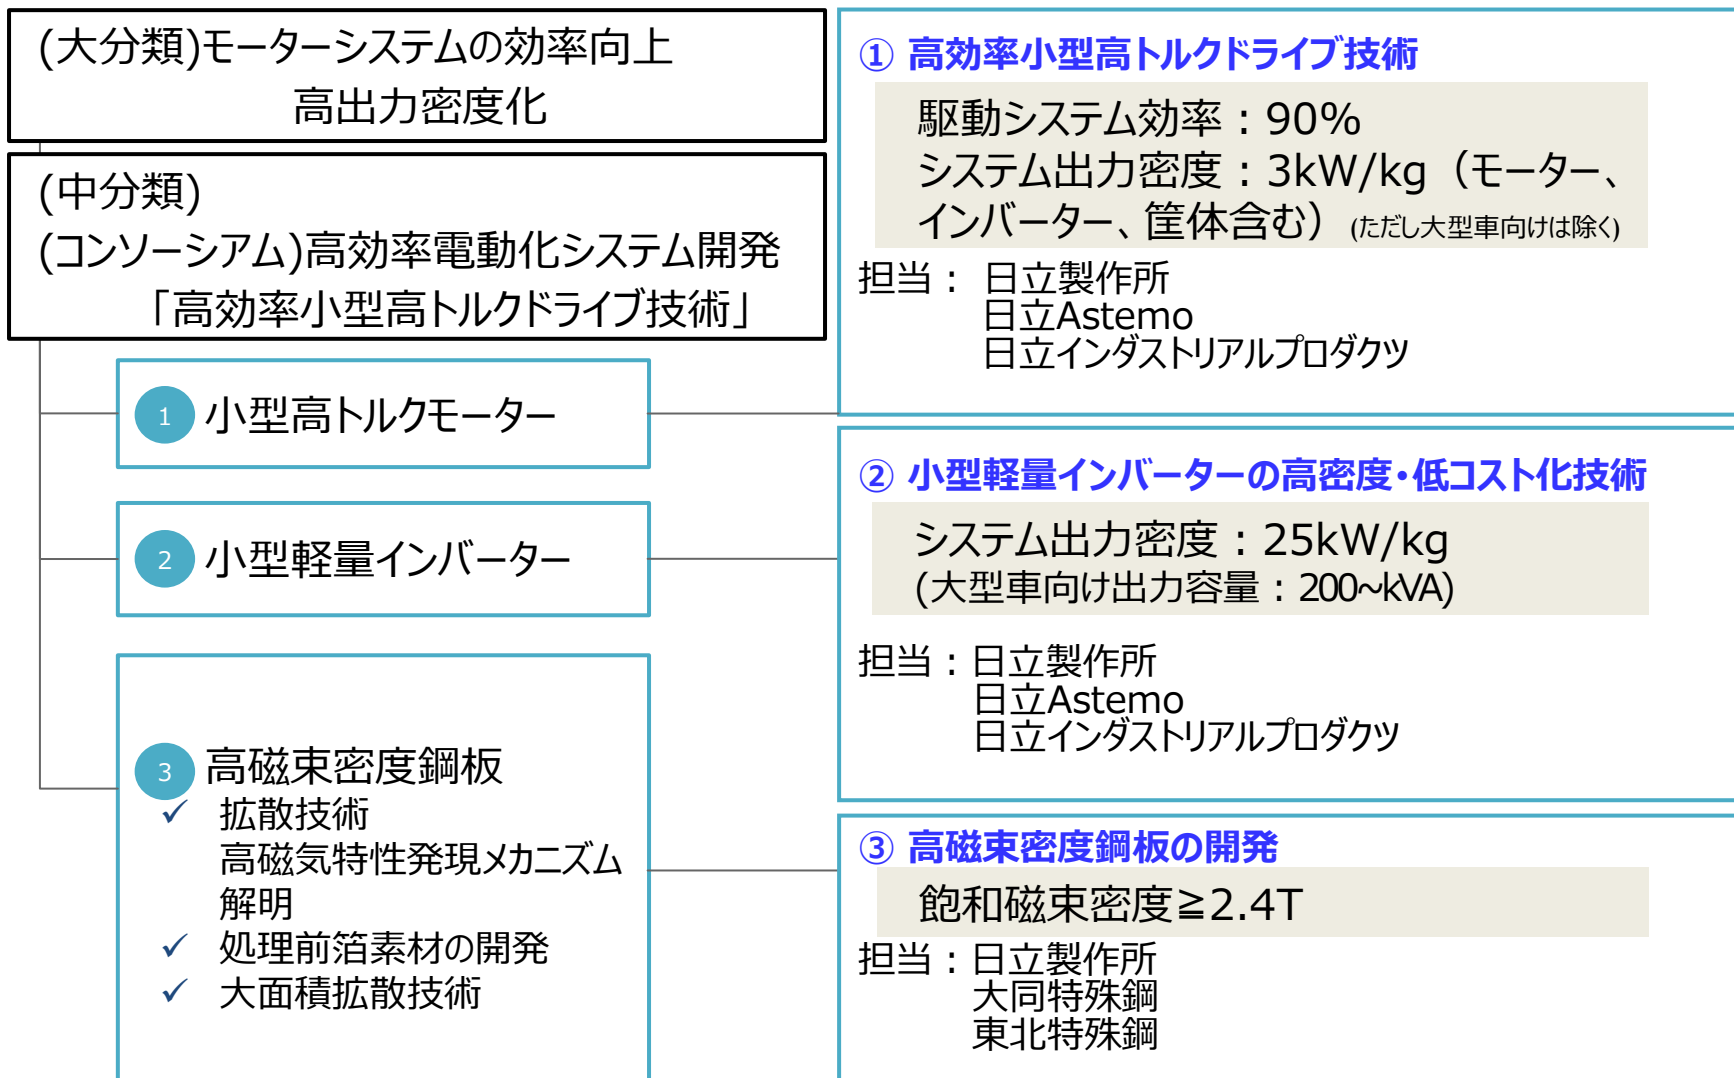 (大分類)モーターシステムの効率向上
高出力密度化
(中分類)
(コンソーシアム)高効率電動化システム開発
「高効率小型高トルクドライブ技術」
1 小型高トルクモーター
2 小型軽量インバーター
3 高磁束密度鋼板
✓ 拡散技術
高磁気特性発現メカニズム
解明
✓ 処理前箔素材の開発
✓ 大面積拡散技術
① 高効率小型高トルクドライブ技術
駆動システム効率：90%
システム出力密度：3kW/kg（モーター、
インバーター、筐体含む） (ただし大型車向けは除く)
担当： 日立製作所
日立Astemo
日立インダストリアルプロダクツ
② 小型軽量インバーターの高密度・低コスト化技術
システム出力密度：25kW/kg
(大型車向け出力容量：200~kVA)
担当：日立製作所
日立Astemo
日立インダストリアルプロダクツ
③ 高磁束密度鋼板の開発
飽和磁束密度≧2.4T
担当：日立製作所
大同特殊鋼
東北特殊鋼